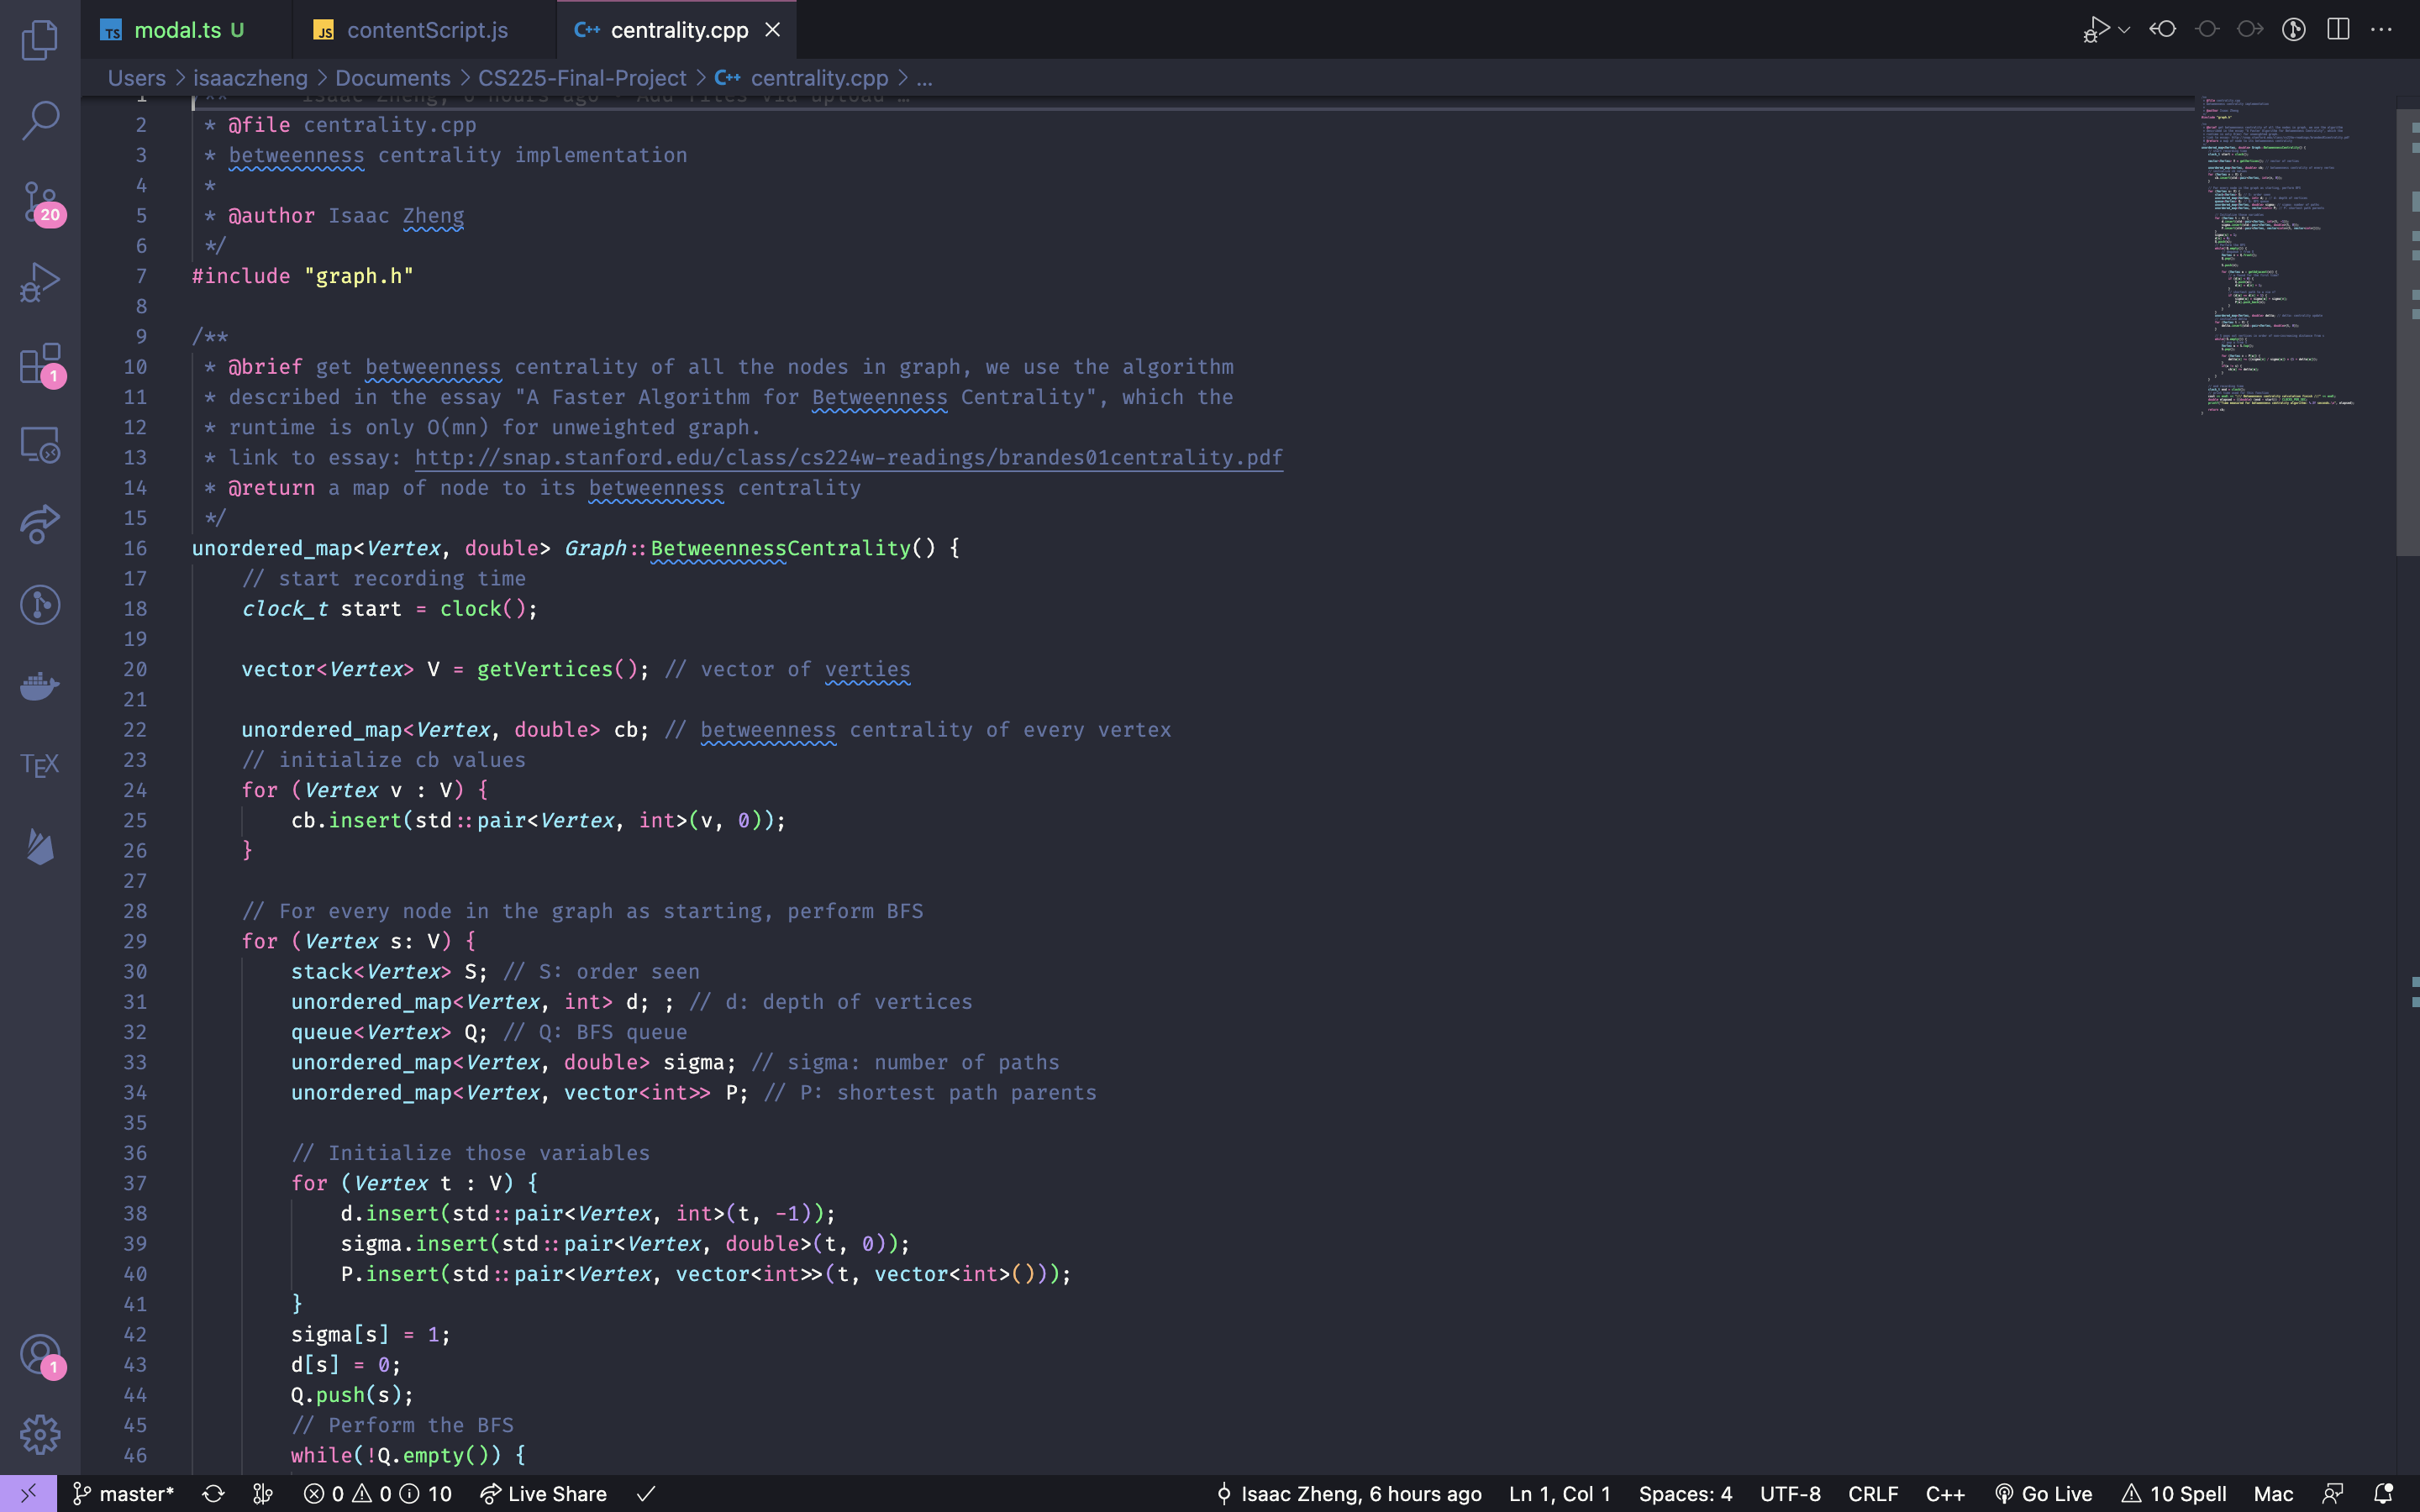 TS modal.ts U JS contentScript.js C++ centrality.cpp
Users > isaaczheng > Documents > CS225-Final-Project > C++ centrality.cpp > ...
1 /** Isaac Zheng, 6 hours ago • Add files via upload …
2 * @file centrality.cpp
3 * betweenness centrality implementation
4 *
5 * @author Isaac Zheng
6 */
7 #include "graph.h"
8
9 /**
10 * @brief get betweenness centrality of all the nodes in graph, we use the algorithm
11 * described in the essay "A Faster Algorithm for Betweenness Centrality", which the
12 * runtime is only O(mn) for unweighted graph.
13 * link to essay: http://snap.stanford.edu/class/cs224w-readings/brandes01centrality.pdf
14 * @return a map of node to its betweenness centrality
15 */
16 unordered_map<Vertex, double> Graph::BetweennessCentrality() {
17 // start recording time
18 clock_t start = clock();
19
20 vector<Vertex> V = getVertices(); // vector of verties
21
22 unordered_map<Vertex, double> cb; // betweenness centrality of every vertex
23 // initialize cb values
24 for (Vertex v : V) {
25 cb.insert(std::pair<Vertex, int>(v, 0));
26 }
27
28 // For every node in the graph as starting, perform BFS
29 for (Vertex s: V) {
30 stack<Vertex> S; // S: order seen
31 unordered_map<Vertex, int> d; ; // d: depth of vertices
32 queue<Vertex> Q; // Q: BFS queue
33 unordered_map<Vertex, double> sigma; // sigma: number of paths
34 unordered_map<Vertex, vector<int>> P; // P: shortest path parents
35
36 // Initialize those variables
37 for (Vertex t : V) {
38 d.insert(std::pair<Vertex, int>(t, -1));
39 sigma.insert(std::pair<Vertex, double>(t, 0));
40 P.insert(std::pair<Vertex, vector<int>>(t, vector<int>()));
41 }
42 sigma[s] = 1;
43 d[s] = 0;
44 Q.push(s);
45 // Perform the BFS
46 while(!Q.empty()) {
20
1
TEX
1
master* 0 0 10 Live Share Isaac Zheng, 6 hours ago Ln 1, Col 1 Spaces: 4 UTF-8 CRLF C++ Go Live 10 Spell Mac